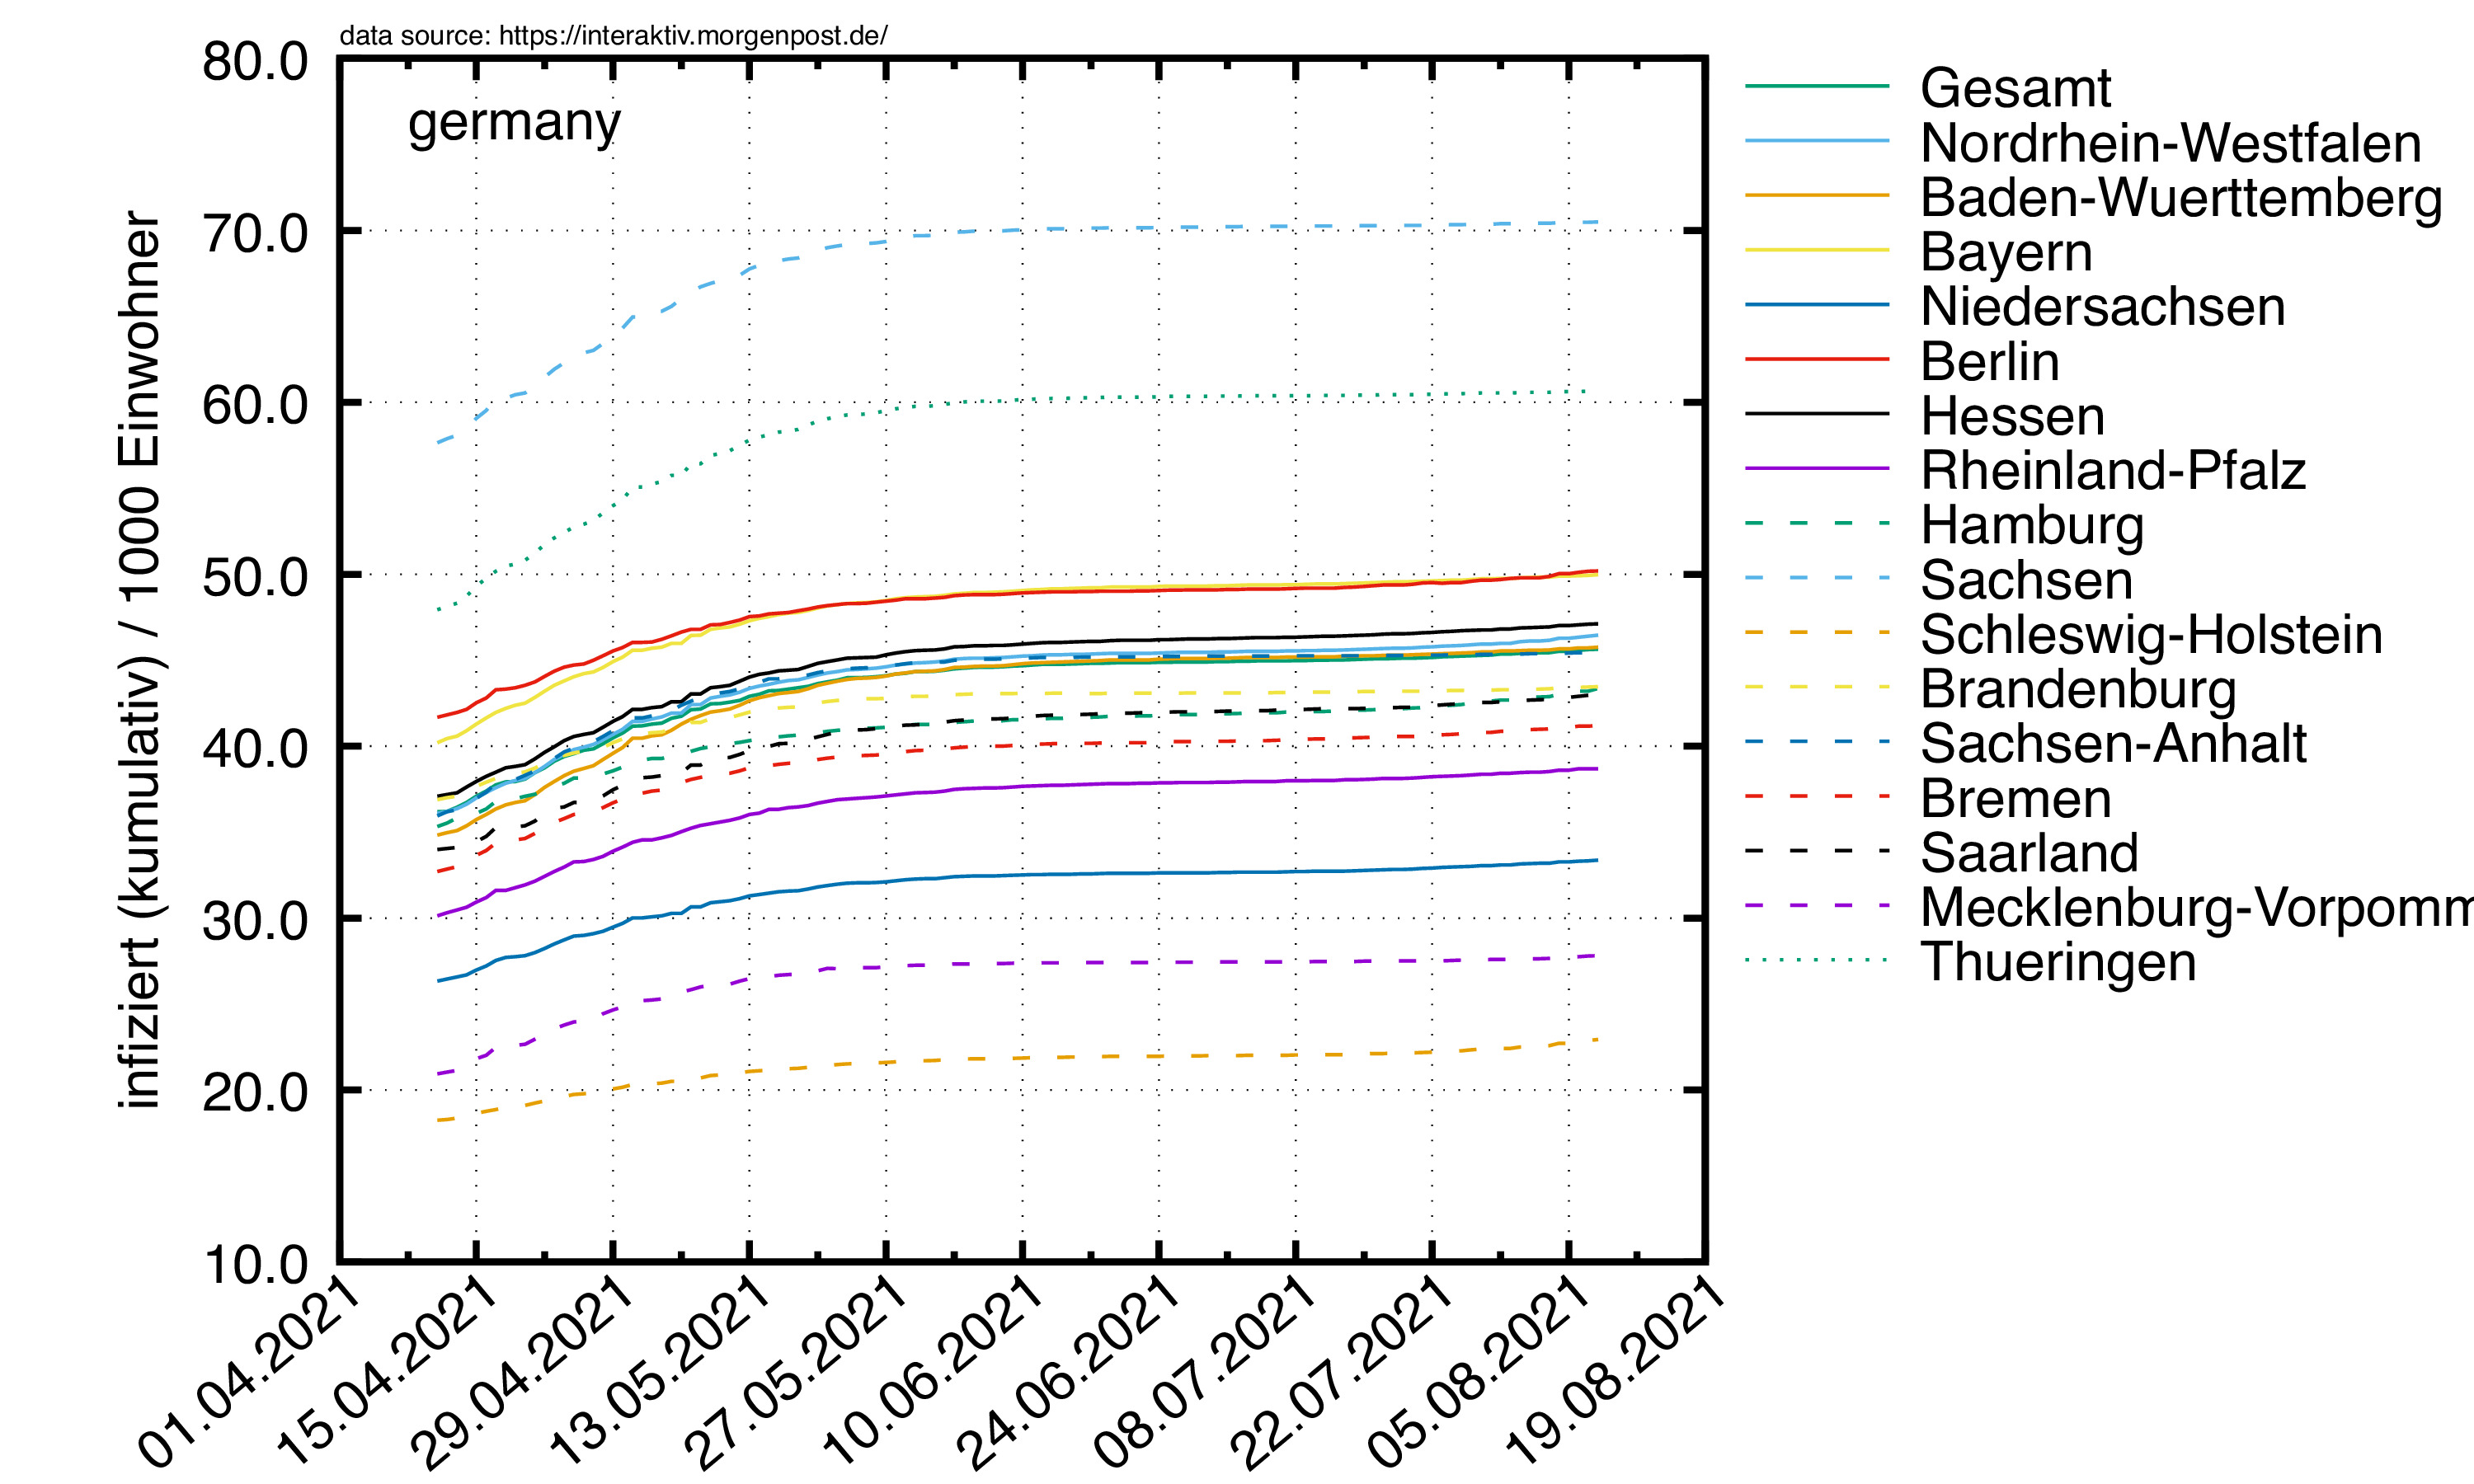 data source: https://interaktiv.morgenpost.de/
germany
infiziert (kumulativ) / 1000 Einwohner
80.0
70.0
60.0
50.0
40.0
30.0
20.0
10.0
01.04.2021
15.04.2021
29.04.2021
13.05.2021
27.05.2021
10.06.2021
24.06.2021
08.07.2021
22.07.2021
05.08.2021
19.08.2021
Gesamt
Nordrhein-Westfalen
Baden-Wuerttemberg
Bayern
Niedersachsen
Berlin
Hessen
Rheinland-Pfalz
Hamburg
Sachsen
Schleswig-Holstein
Brandenburg
Sachsen-Anhalt
Bremen
Saarland
Mecklenburg-Vorpomm
Thueringen